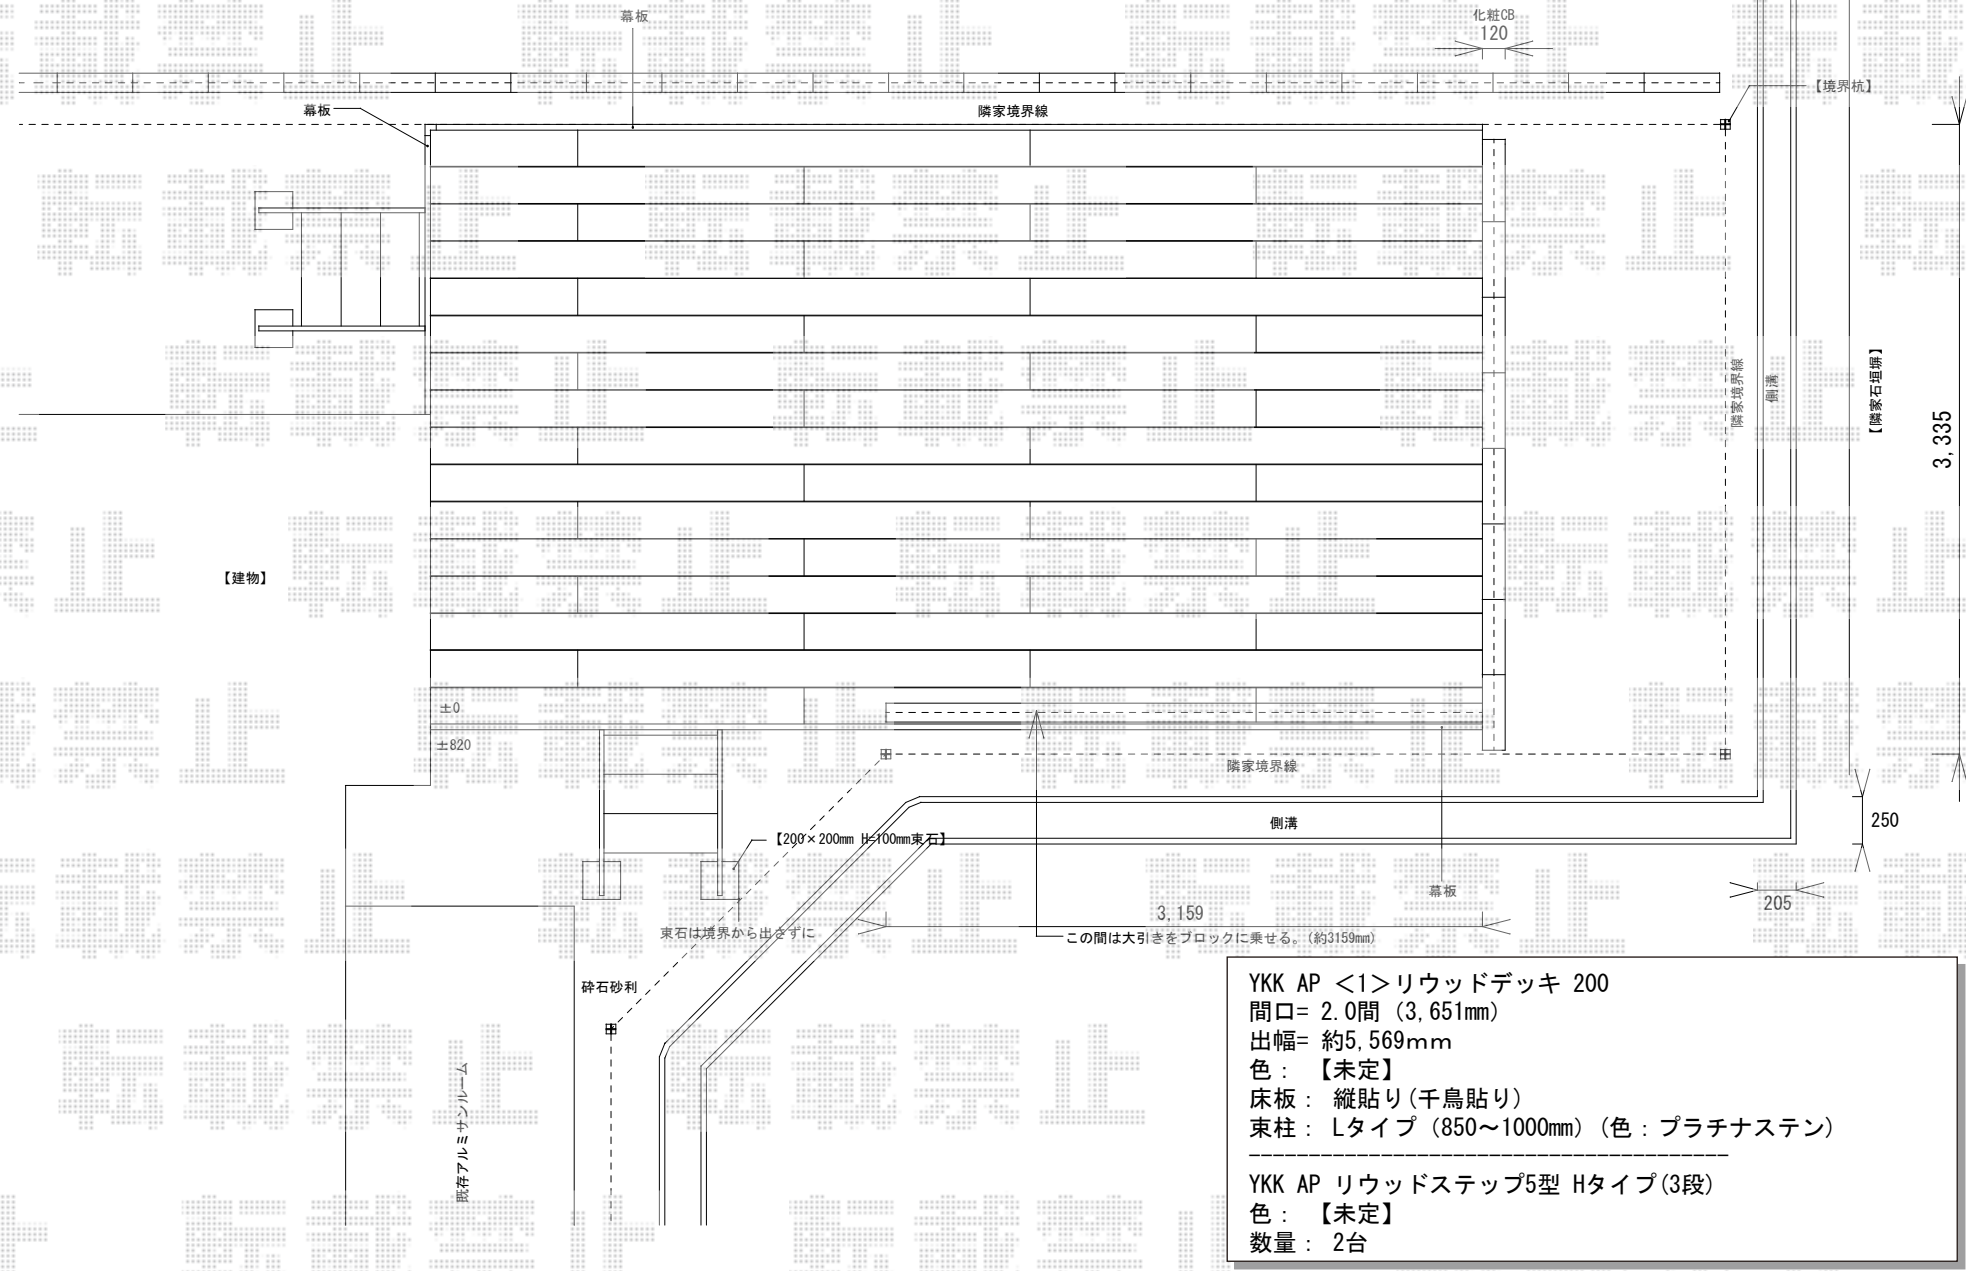 幕板
化粧CB
120
【境界杭】
幕板
隣家境界線
隣家境界線
側溝
【隣家石垣塀】
3,335
【建物】
±0
±820
隣家境界線
【200×200mm H=100mm束石】
側溝
250
幕板
205
3,159
束石は境界から出さずに
この間は大引きをブロックに乗せる。(約3159mm)
砕石砂利
既存アルミサンルーム
YKK AP <1>リウッドデッキ 200
間口= 2.0間 (3,651mm)
出幅= 約5,569mm
色: 【未定】
床板: 縦貼り(千鳥貼り)
束柱: Lタイプ (850〜1000mm) (色:プラチナステン)
----------------------------------------
YKK AP リウッドステップ5型 Hタイプ(3段)
色: 【未定】
数量: 2台
転載禁止